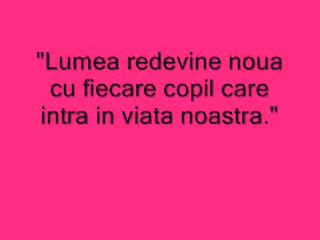 "Lumea redevine noua
cu fiecare copil care
intra in viata noastra."